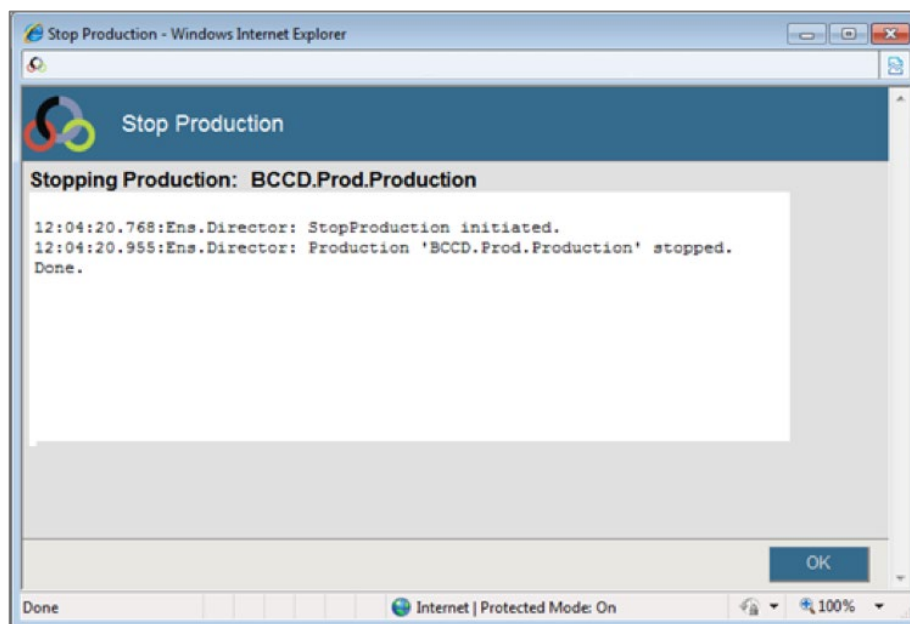 Stop Production - Windows Internet Explorer
Stop Production
Stopping Production: BCCD.Prod.Production
12:04:20.768:Ens.Director: StopProduction initiated.
12:04:20.955:Ens.Director: Production 'BCCD.Prod.Production' stopped.
Done.
OK
Done
Internet | Protected Mode: On
100%